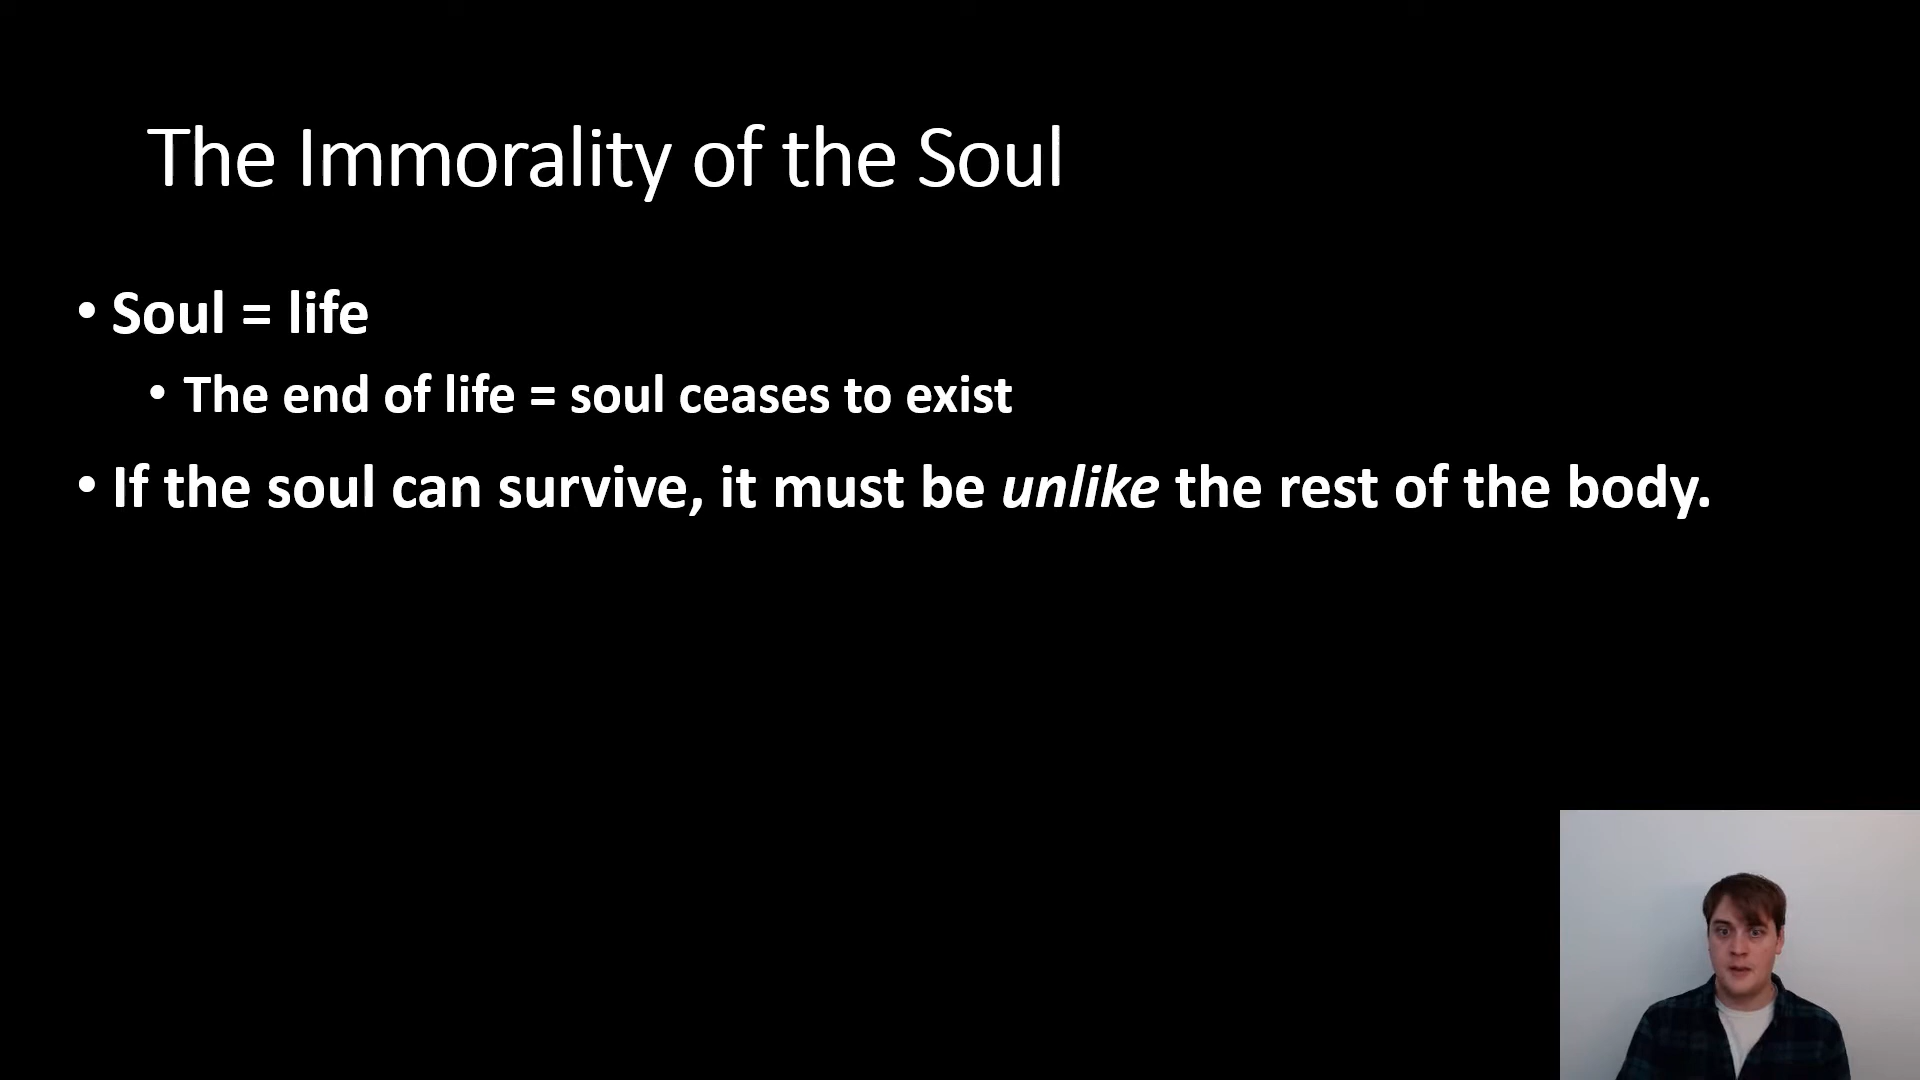 The Immorality of the Soul
• Soul = life
• The end of life = soul ceases to exist
• If the soul can survive, it must be unlike the rest of the body.